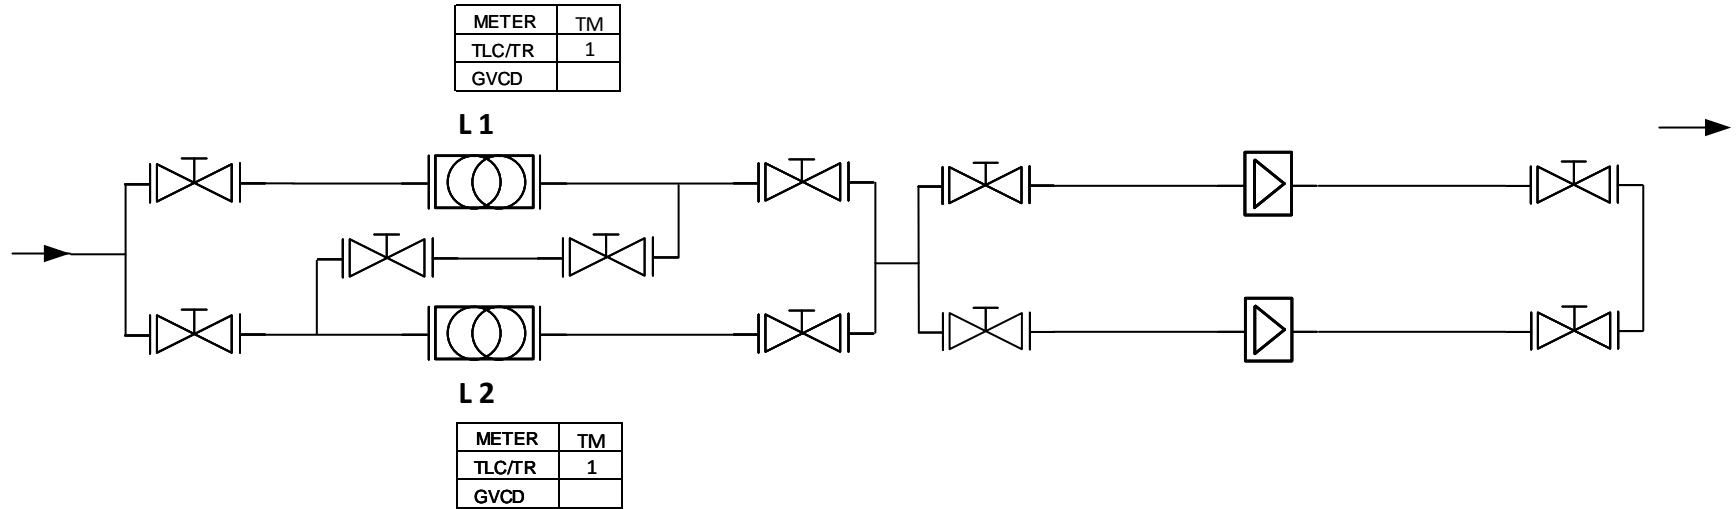 METER TM
TLC/TR 1
GVCD
L 1
L 2
METER TM
TLC/TR 1
GVCD